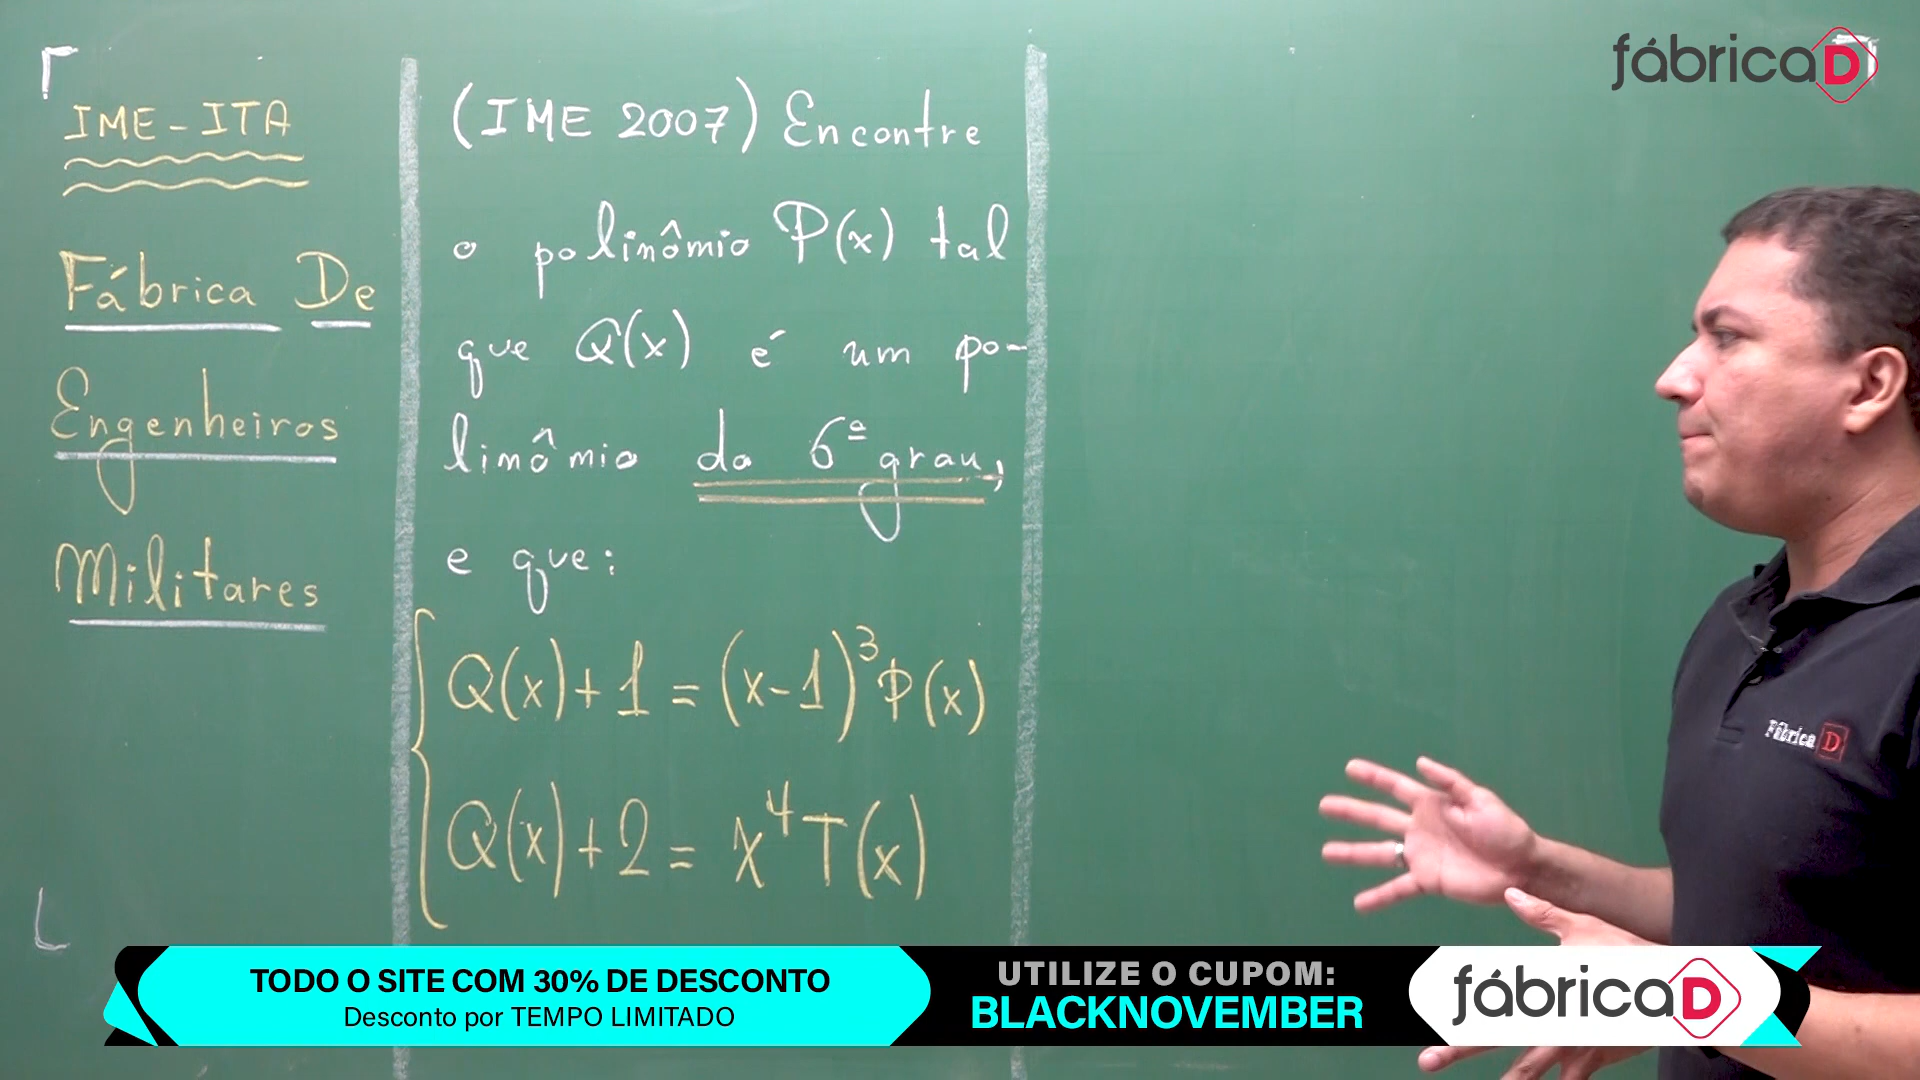 IME-ITA
Fábrica De
Engenheiros
Militares
(IME 2007) Encontre
o polinômio P(x) tal
que Q(x) é um po-
linômio do 6º grau,
e que:
Q(x)+1=(x-1)³P(x)
Q(x)+2=x⁴T(x)
fábricaD
Fábrica D
TODO O SITE COM 30% DE DESCONTO
Desconto por TEMPO LIMITADO
UTILIZE O CUPOM:
BLACKNOVEMBER
fábricaD